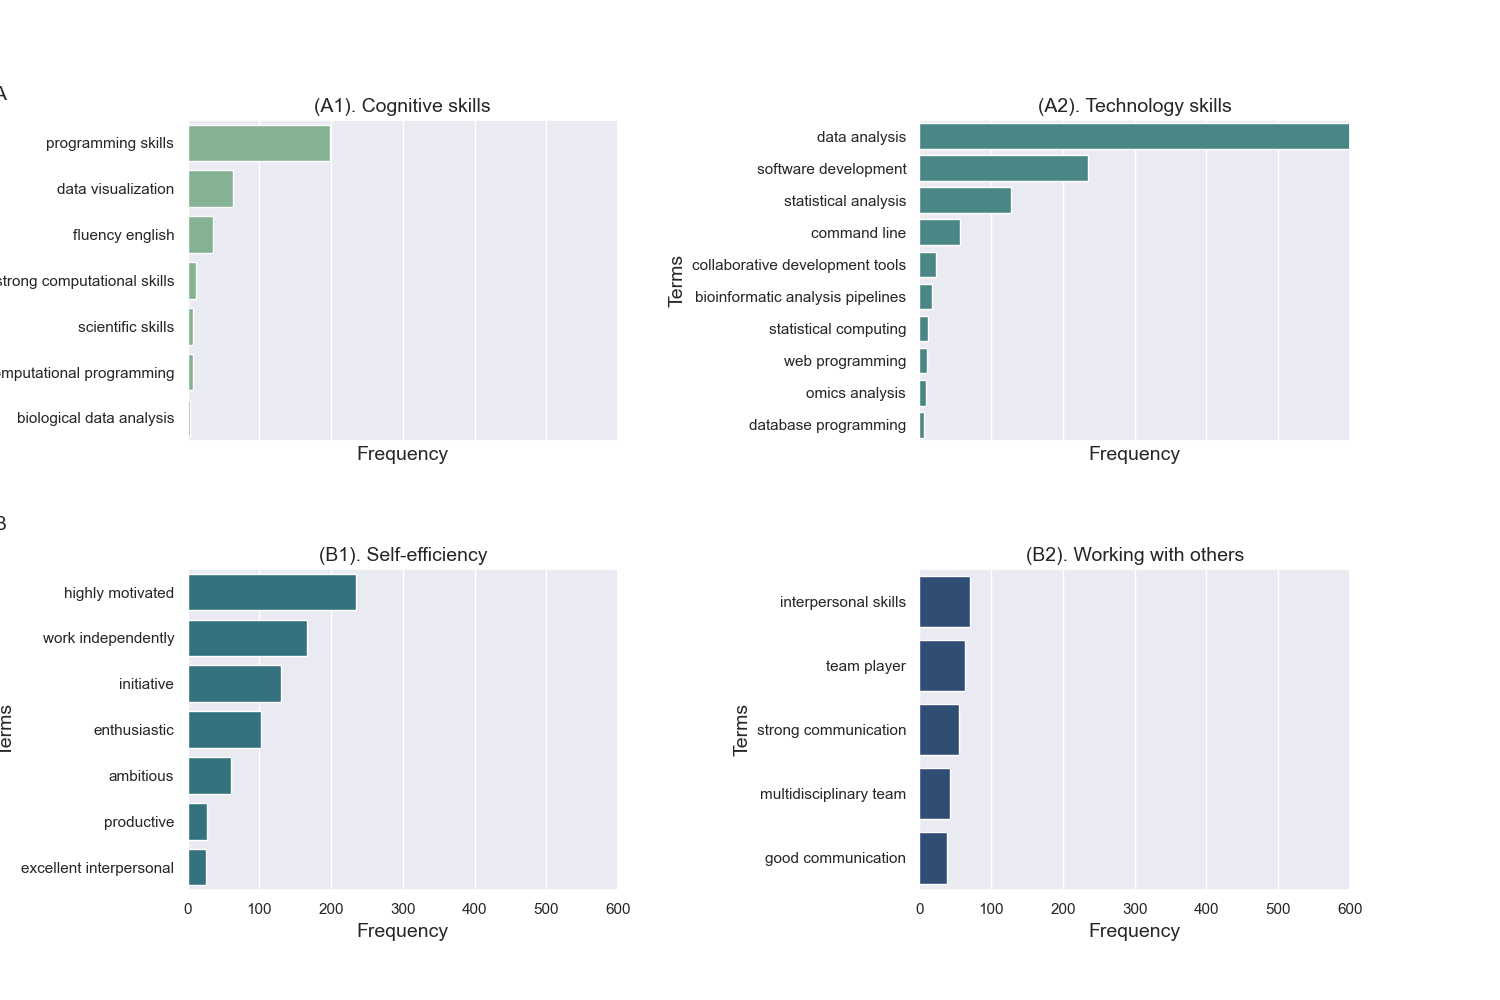 A
(A1). Cognitive skills
programming skills
data visualization
fluency english
strong computational skills
scientific skills
omputational programming
biological data analysis
Frequency
(A2). Technology skills
Terms
data analysis
software development
statistical analysis
command line
collaborative development tools
bioinformatic analysis pipelines
statistical computing
web programming
omics analysis
database programming
Frequency
B
(B1). Self-efficiency
Terms
highly motivated
work independently
initiative
enthusiastic
ambitious
productive
excellent interpersonal
0 100 200 300 400 500 600
Frequency
(B2). Working with others
Terms
interpersonal skills
team player
strong communication
multidisciplinary team
good communication
0 100 200 300 400 500 600
Frequency